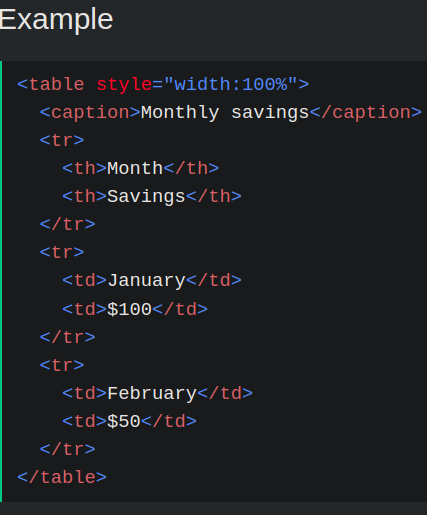 Example
<table style="width:100%">
<caption>Monthly savings</caption>
<tr>
<th>Month</th>
<th>Savings</th>
</tr>
<tr>
<td>January</td>
<td>$100</td>
</tr>
<tr>
<td>February</td>
<td>$50</td>
</tr>
</table>